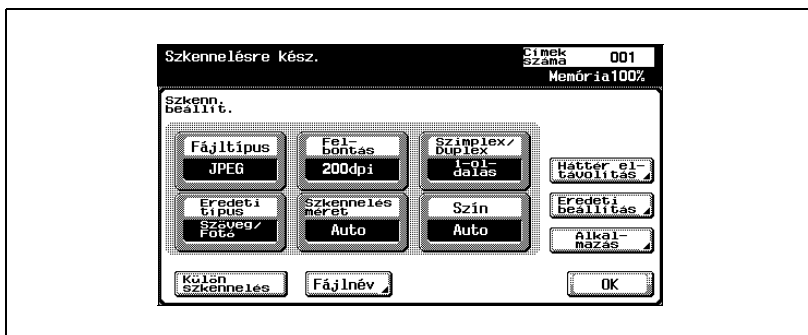 Szkennelésre kész.
Címek
száma
001
Memória100%
Szkenn.
beállít.
Fájltípus
JPEG
Fel-
bontás
200dpi
Szimplex/
Duplex
1-ol-
dalas
Háttér el-
távolítás
Eredeti
típus
Szöveg/
Fotó
Szkennelés
méret
Auto
Szín
Auto
Eredeti
beállítás
Alkal-
mazás
Külön
szkennelés
Fájlnév
OK